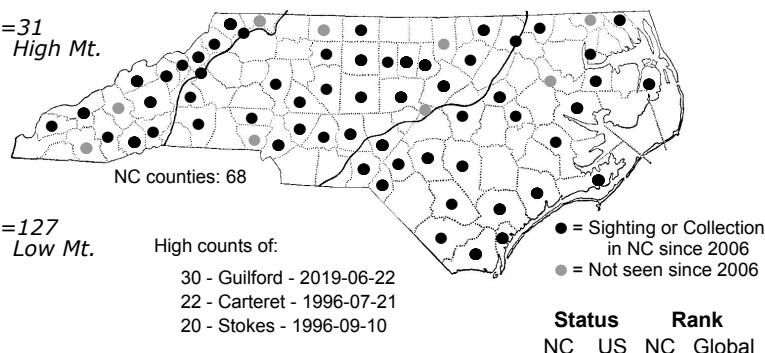 =31
High Mt.
NC counties: 68
=127
Low Mt.
High counts of:
30 - Guilford - 2019-06-22
22 - Carteret - 1996-07-21
20 - Stokes - 1996-09-10
= Sighting or Collection
in NC since 2006
= Not seen since 2006
Status Rank
NC US NC Global